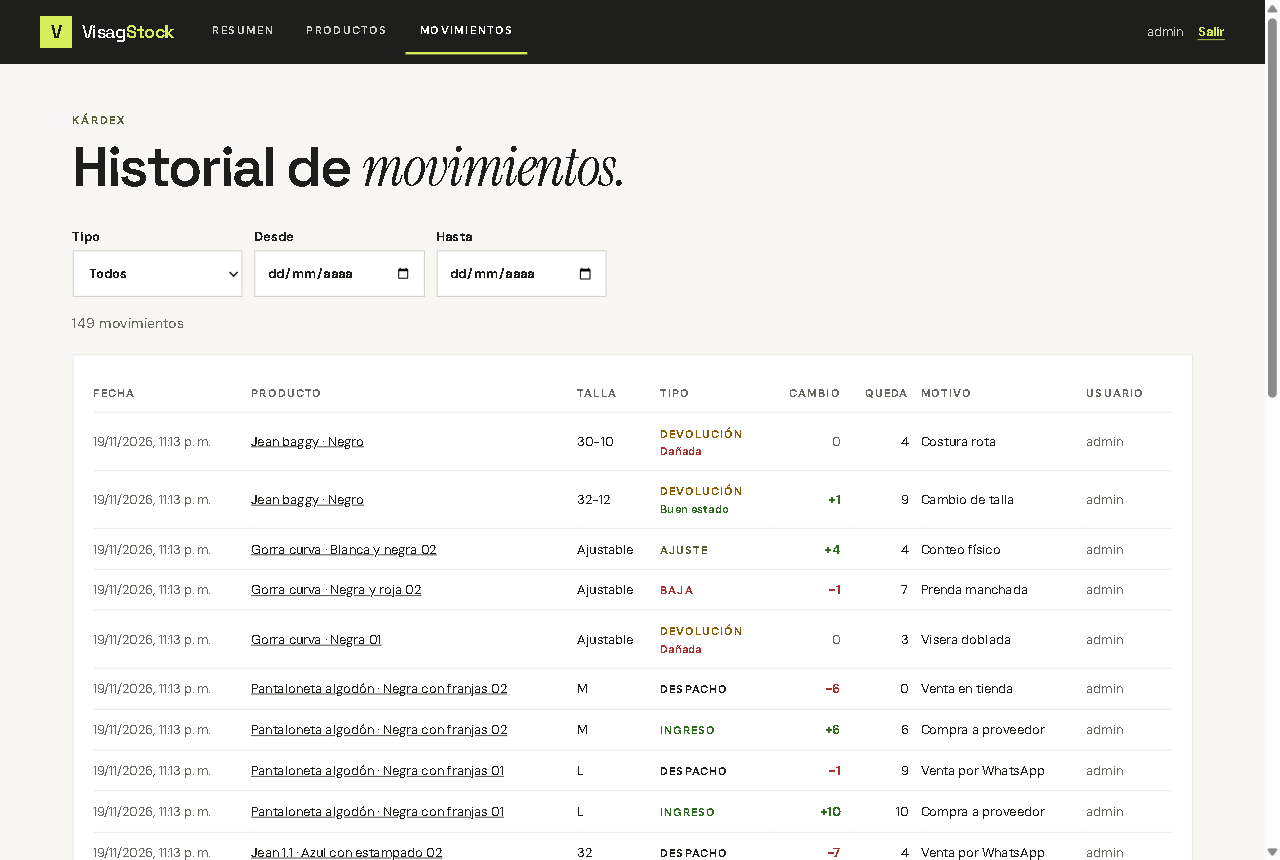 V VisagStock RESUMEN PRODUCTOS MOVIMIENTOS admin Salir
KÁRDEX
Historial de movimientos.
Tipo Desde Hasta
Todos dd/mm/aaaa dd/mm/aaaa
149 movimientos
FECHA PRODUCTO TALLA TIPO CAMBIO QUEDA MOTIVO USUARIO
19/11/2026, 11:13 p. m. Jean baggy · Negro 30-10 DEVOLUCIÓN Dañada 0 4 Costura rota admin
19/11/2026, 11:13 p. m. Jean baggy · Negro 32-12 DEVOLUCIÓN Buen estado +1 9 Cambio de talla admin
19/11/2026, 11:13 p. m. Gorra curva · Blanca y negra 02 Ajustable AJUSTE +4 4 Conteo físico admin
19/11/2026, 11:13 p. m. Gorra curva · Negra y roja 02 Ajustable BAJA −1 7 Prenda manchada admin
19/11/2026, 11:13 p. m. Gorra curva · Negra 01 Ajustable DEVOLUCIÓN Dañada 0 3 Visera doblada admin
19/11/2026, 11:13 p. m. Pantaloneta algodón · Negra con franjas 02 M DESPACHO −6 0 Venta en tienda admin
19/11/2026, 11:13 p. m. Pantaloneta algodón · Negra con franjas 02 M INGRESO +6 6 Compra a proveedor admin
19/11/2026, 11:13 p. m. Pantaloneta algodón · Negra con franjas 01 L DESPACHO −1 9 Venta por WhatsApp admin
19/11/2026, 11:13 p. m. Pantaloneta algodón · Negra con franjas 01 L INGRESO +10 10 Compra a proveedor admin
19/11/2026, 11:13 p. m. Jean 1.1 · Azul con estampado 02 32 DESPACHO −7 4 Venta por WhatsApp admin